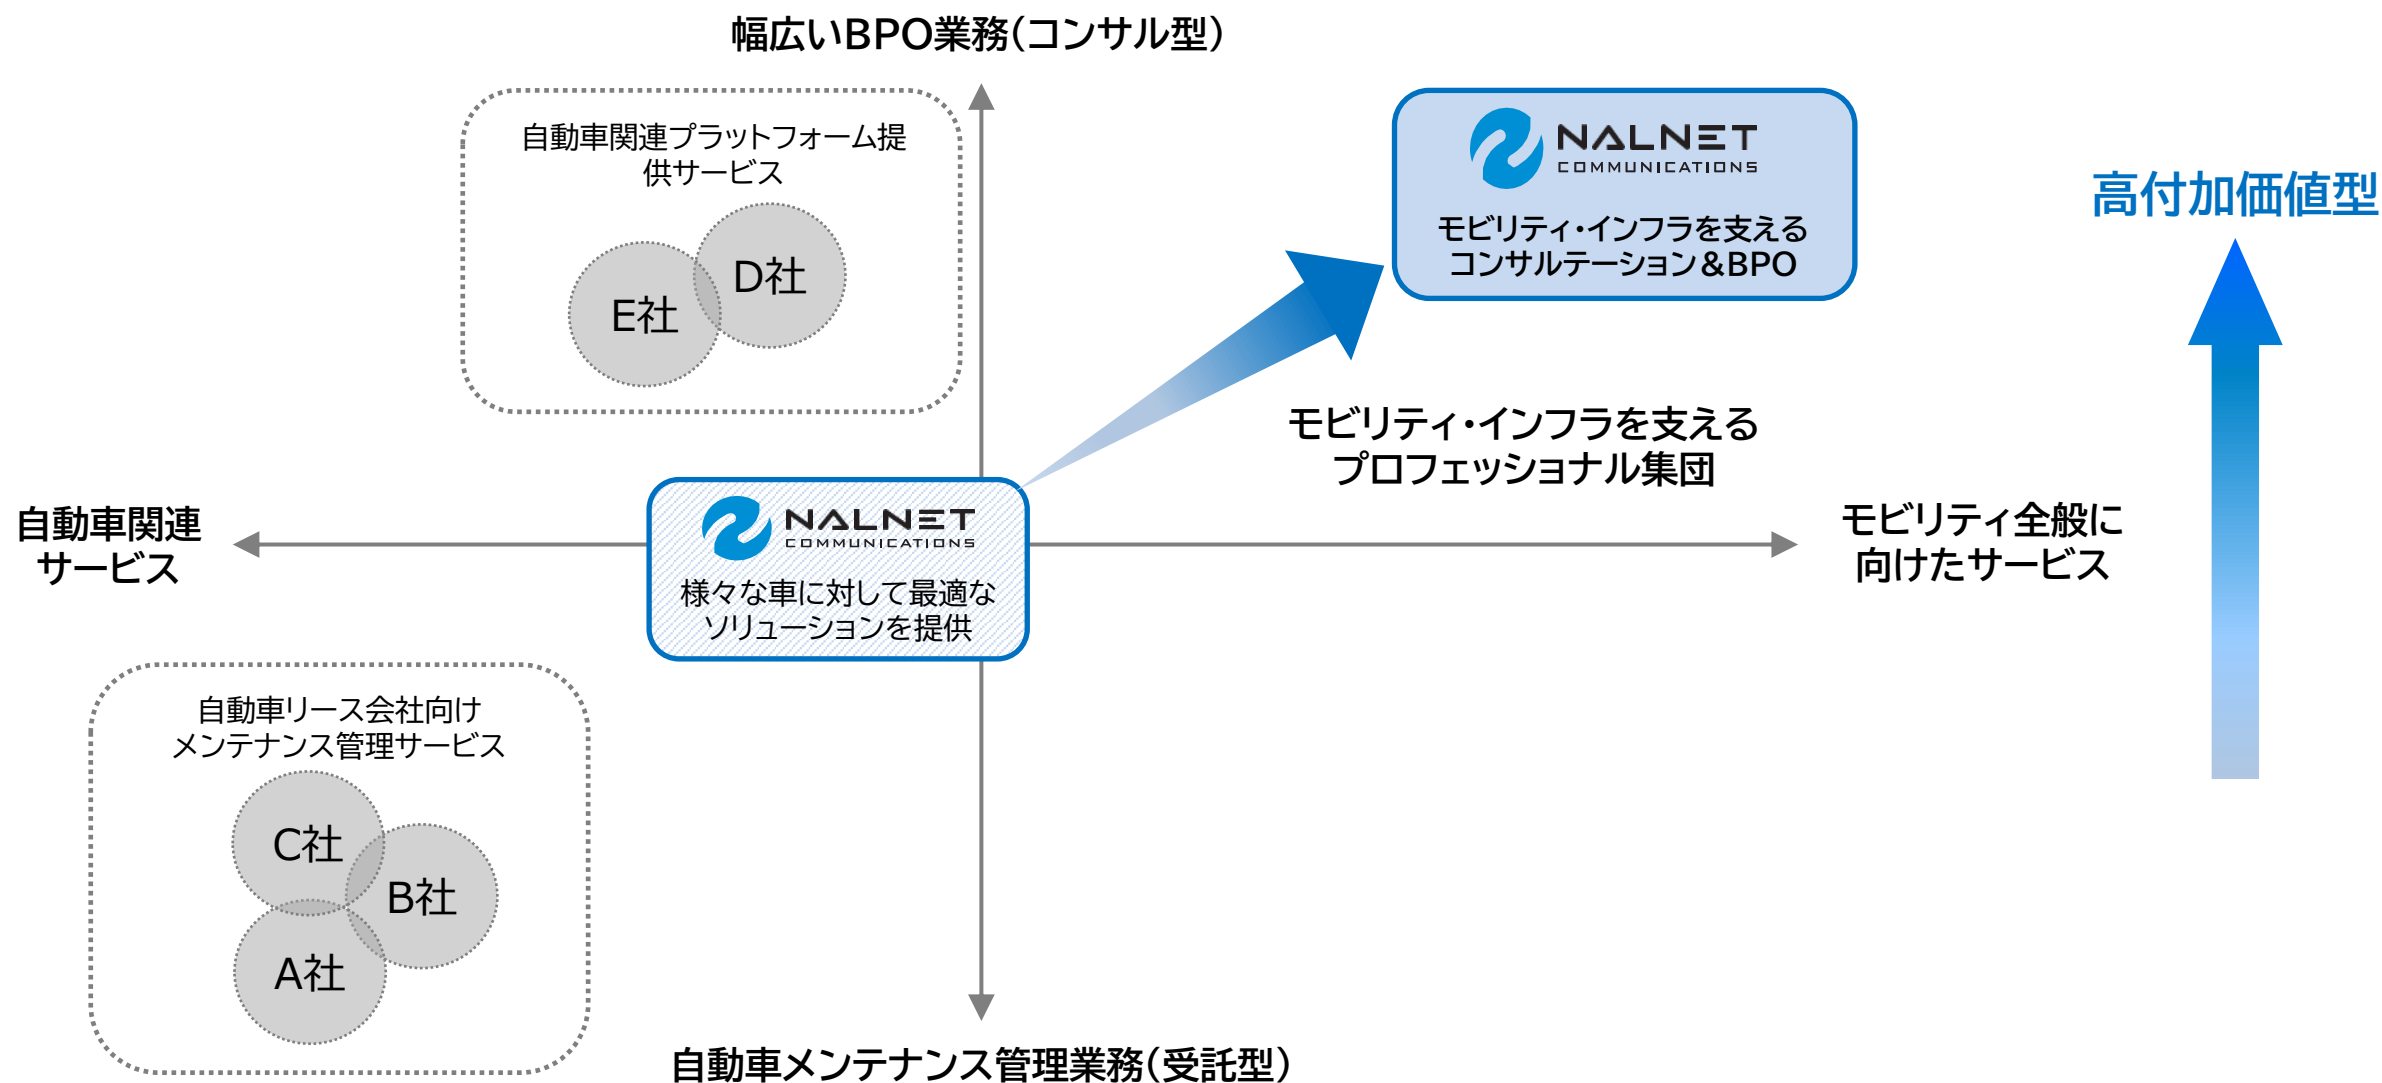 幅広いBPO業務(コンサル型)
自動車関連プラットフォーム提
供サービス
D社
E社
NALNET
COMMUNICATIONS
モビリティ・インフラを支える
コンサルテーション&BPO
高付加価値型
モビリティ・インフラを支える
プロフェッショナル集団
自動車関連
サービス
NALNET
COMMUNICATIONS
様々な車に対して最適な
ソリューションを提供
モビリティ全般に
向けたサービス
自動車リース会社向け
メンテナンス管理サービス
C社
B社
A社
自動車メンテナンス管理業務(受託型)